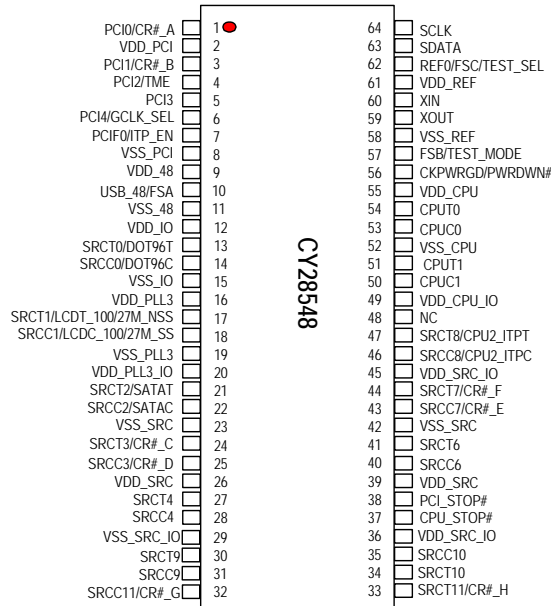 PCI0/CR#_A 1 64 SCLK
VDD_PCI 2 63 SDATA
PCI1/CR#_B 3 62 REF0/FSC/TEST_SEL
PCI2/TME 4 61 VDD_REF
PCI3 5 60 XIN
PCI4/GCLK_SEL 6 59 XOUT
PCIF0/ITP_EN 7 58 VSS_REF
VSS_PCI 8 57 FSB/TEST_MODE
VDD_48 9 56 CKPWRGD/PWRDWN#
USB_48/FSA 10 55 VDD_CPU
VSS_48 11 54 CPUT0
VDD_IO 12 53 CPUC0
SRCT0/DOT96T 13 52 VSS_CPU
SRCC0/DOT96C 14 51 CPUT1
VSS_IO 15 50 CPUC1
VDD_PLL3 16 49 VDD_CPU_IO
SRCT1/LCDT_100/27M_NSS 17 48 NC
SRCC1/LCDC_100/27M_SS 18 47 SRCT8/CPU2_ITPT
VSS_PLL3 19 46 SRCC8/CPU2_ITPC
VDD_PLL3_IO 20 45 VDD_SRC_IO
SRCT2/SATAT 21 44 SRCT7/CR#_F
SRCC2/SATAC 22 43 SRCC7/CR#_E
VSS_SRC 23 42 VSS_SRC
SRCT3/CR#_C 24 41 SRCT6
SRCC3/CR#_D 25 40 SRCC6
VDD_SRC 26 39 VDD_SRC
SRCT4 27 38 PCI_STOP#
SRCC4 28 37 CPU_STOP#
VSS_SRC_IO 29 36 VDD_SRC_IO
SRCT9 30 35 SRCC10
SRCC9 31 34 SRCT10
SRCC11/CR#_G 32 33 SRCT11/CR#_H
CY28548